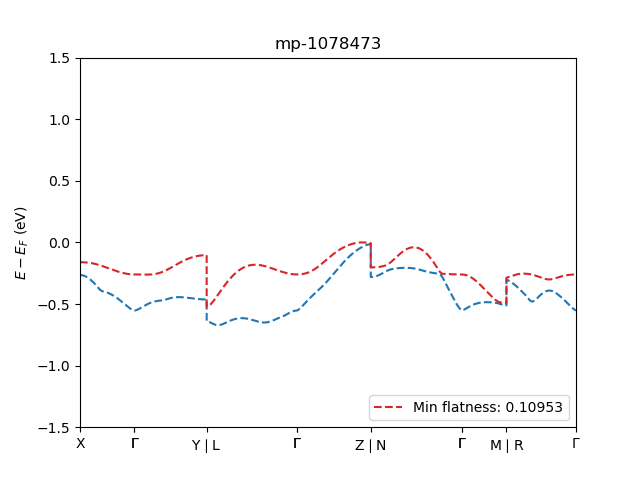 mp-1078473
E − E_F (eV)
1.5
1.0
0.5
0.0
−0.5
−1.0
−1.5
Min flatness: 0.10953
X Γ Y | L Γ Z | N Γ M | R Γ